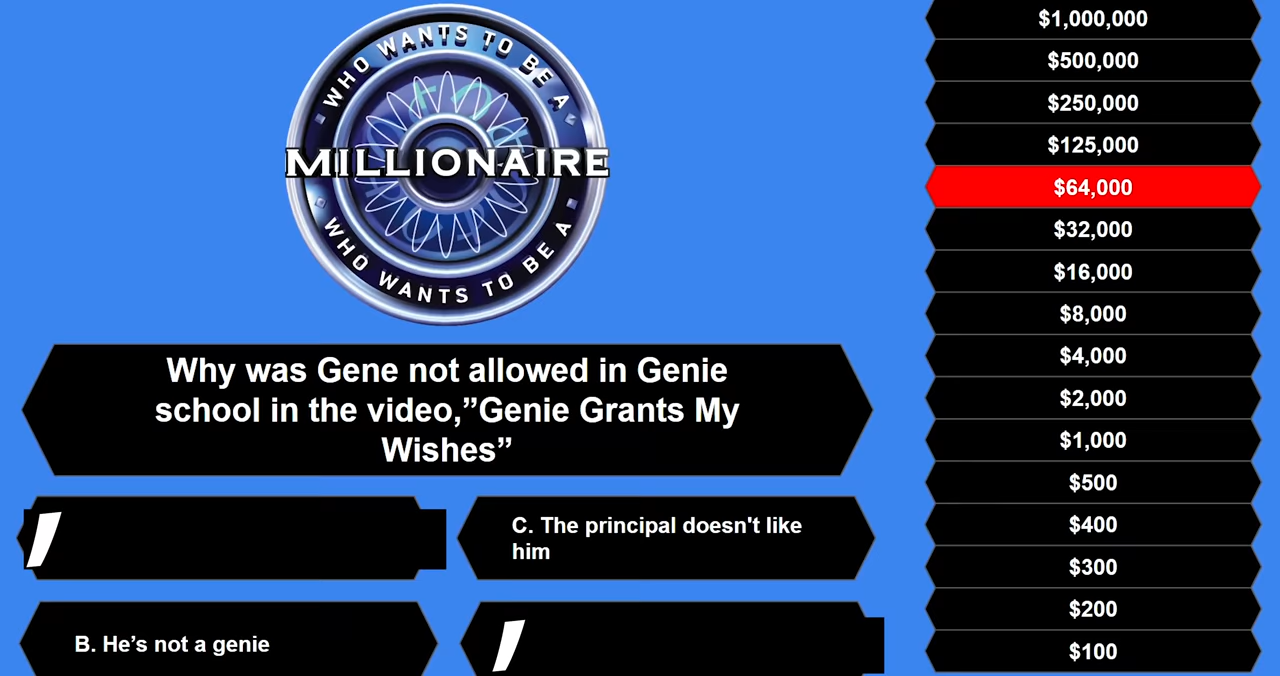 WHO WANTS TO BE A
MILLIONAIRE
WHO WANTS TO BE A
Why was Gene not allowed in Genie
school in the video,”Genie Grants My
Wishes”
,
C. The principal doesn't like
him
B. He’s not a genie
,
$1,000,000
$500,000
$250,000
$125,000
$64,000
$32,000
$16,000
$8,000
$4,000
$2,000
$1,000
$500
$400
$300
$200
$100